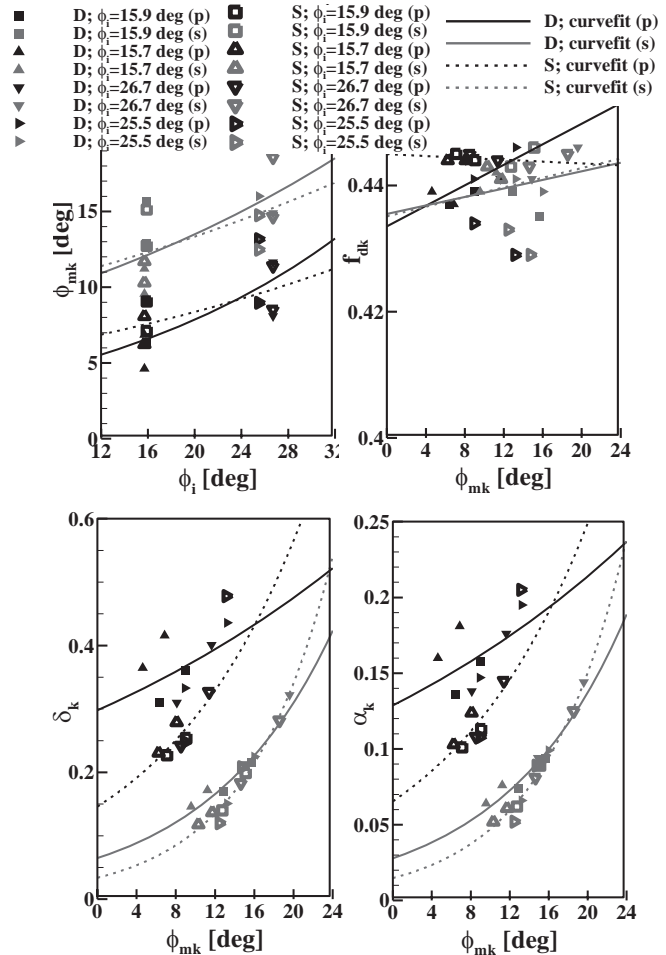 D; ϕi=15.9 deg (p)
D; ϕi=15.9 deg (s)
D; ϕi=15.7 deg (p)
D; ϕi=15.7 deg (s)
D; ϕi=26.7 deg (p)
D; ϕi=26.7 deg (s)
D; ϕi=25.5 deg (p)
D; ϕi=25.5 deg (s)
S; ϕi=15.9 deg (p)
S; ϕi=15.9 deg (s)
S; ϕi=15.7 deg (p)
S; ϕi=15.7 deg (s)
S; ϕi=26.7 deg (p)
S; ϕi=26.7 deg (s)
S; ϕi=25.5 deg (p)
S; ϕi=25.5 deg (s)
D; curvefit (p)
D; curvefit (s)
S; curvefit (p)
S; curvefit (s)
ϕmk [deg]
15
10
5
0
12 16 20 24 28 32
ϕi [deg]
fdk
0.44
0.42
0.4
0 4 8 12 16 20 24
ϕmk [deg]
δk
0.6
0.4
0.2
0
0 4 8 12 16 20 24
ϕmk [deg]
αk
0.25
0.2
0.15
0.1
0.05
0
0 4 8 12 16 20 24
ϕmk [deg]